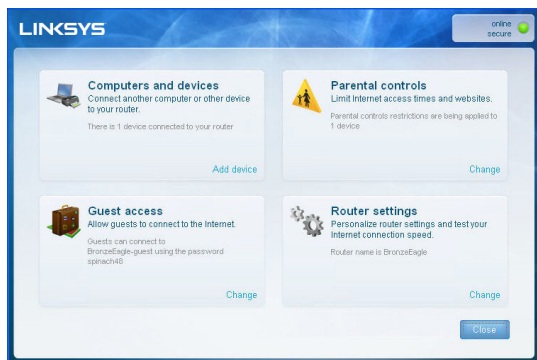 LINKSYS
online
secure
Computers and devices
Connect another computer or other device
to your router.
There is 1 device connected to your router
Add device
Parental controls
Limit Internet access times and websites.
Parental controls restrictions are being applied to
1 device
Change
Guest access
Allow guests to connect to the Internet.
Guests can connect to
BronzeEagle-guest using the password
spinach48
Change
Router settings
Personalize router settings and test your
Internet connection speed.
Router name is BronzeEagle
Change
Close